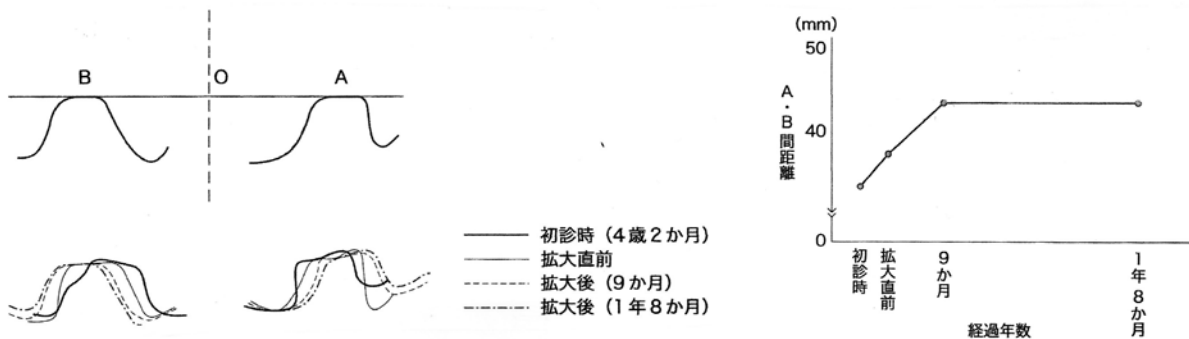 B
O
A
初診時（4歳2か月）
拡大直前
拡大後（9か月）
拡大後（1年8か月）
（mm）
50
40
0
A・B間距離
初診時
拡大直前
9か月
1年8か月
経過年数